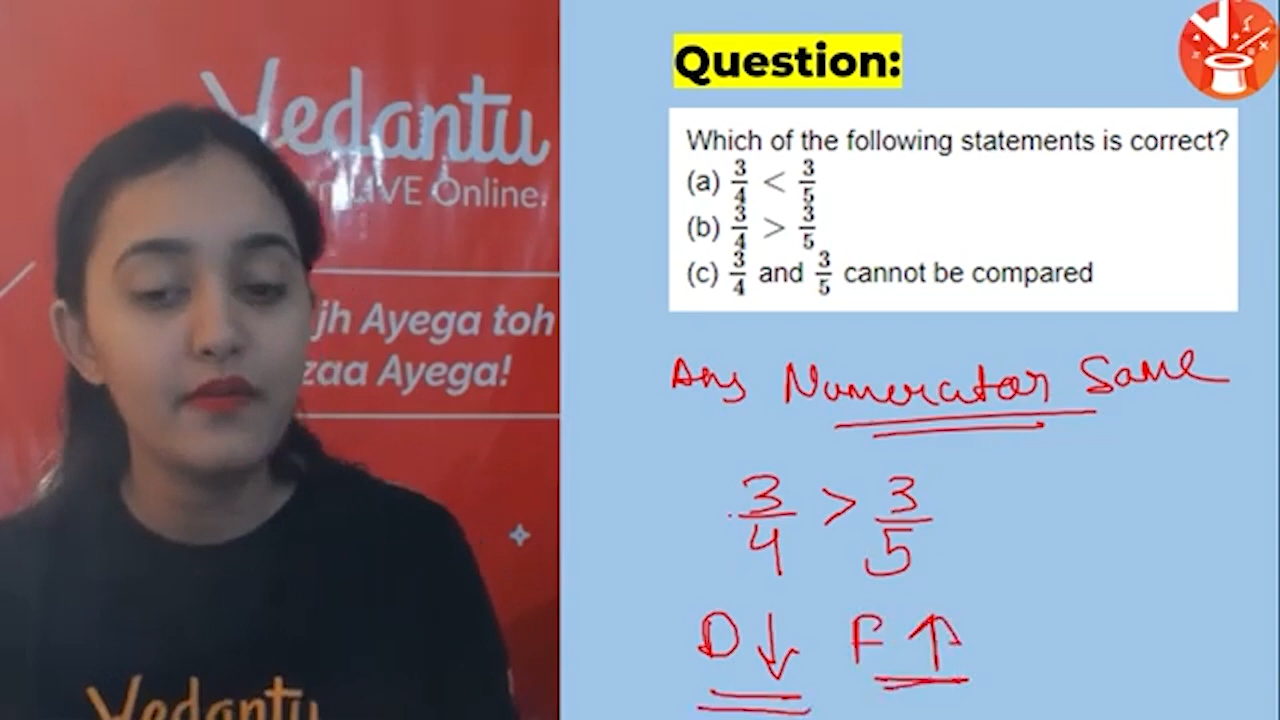 Vedantu
LIVE Online.
jh Ayega toh
zaa Ayega!
Vedantu
Question:
Which of the following statements is correct?
(a) 3/4 < 3/5
(b) 3/4 > 3/5
(c) 3/4 and 3/5 cannot be compared
Ans Numerator Same
3/4 > 3/5
D↓ F↑